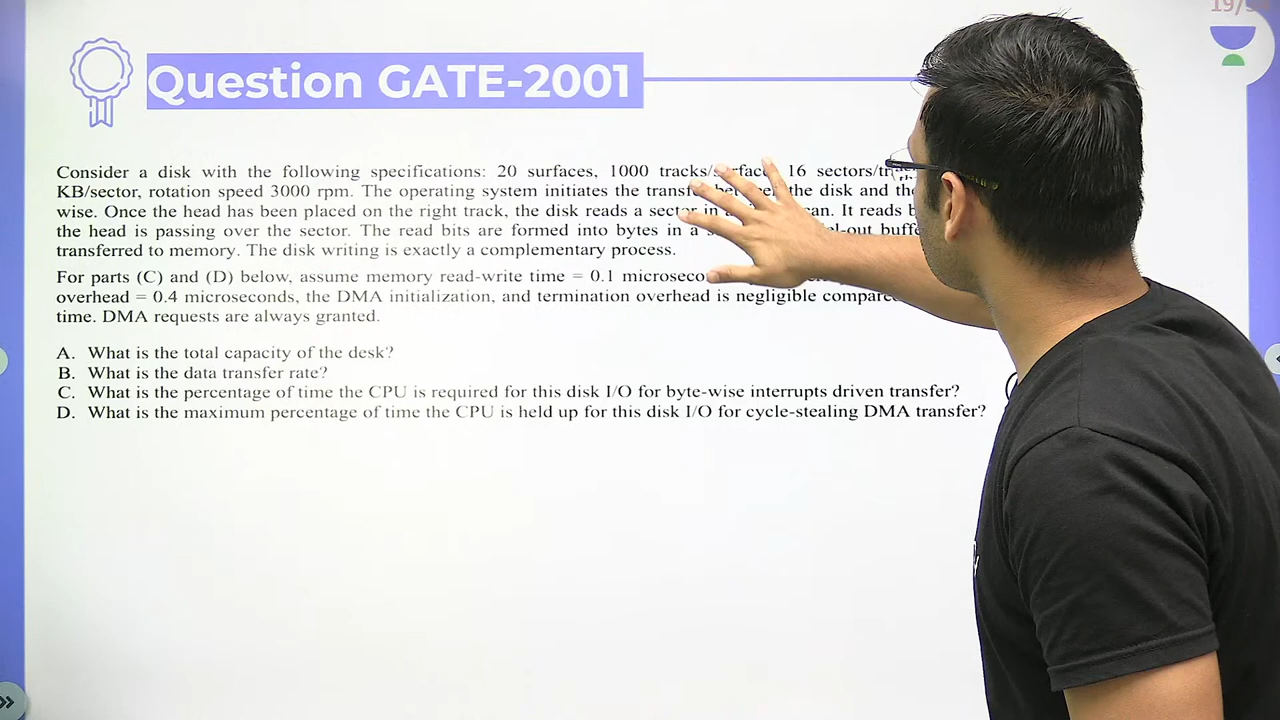 19/
Question GATE-2001
Consider a disk with the following specifications: 20 surfaces, 1000 16 
KB/sector, rotation speed 3000 rpm. The operating system initiates the the disk and 
wise. Once the head has been placed on the right track, the disk reads a sector in It reads
the head is passing over the sector. The read bits are formed into bytes in a
transferred to memory. The disk writing is exactly a complementary process.
For parts (C) and (D) below, assume memory read-write time = 0.1
overhead = 0.4 microseconds, the DMA initialization, and termination overhead is negligible
time. DMA requests are always granted.
A. What is the total capacity of the desk?
B. What is the data transfer rate?
C. What is the percentage of time the CPU is required for this disk I/O for byte-wise interrupts driven transfer?
D. What is the maximum percentage of time the CPU is held up for this disk I/O for cycle-stealing DMA transfer?